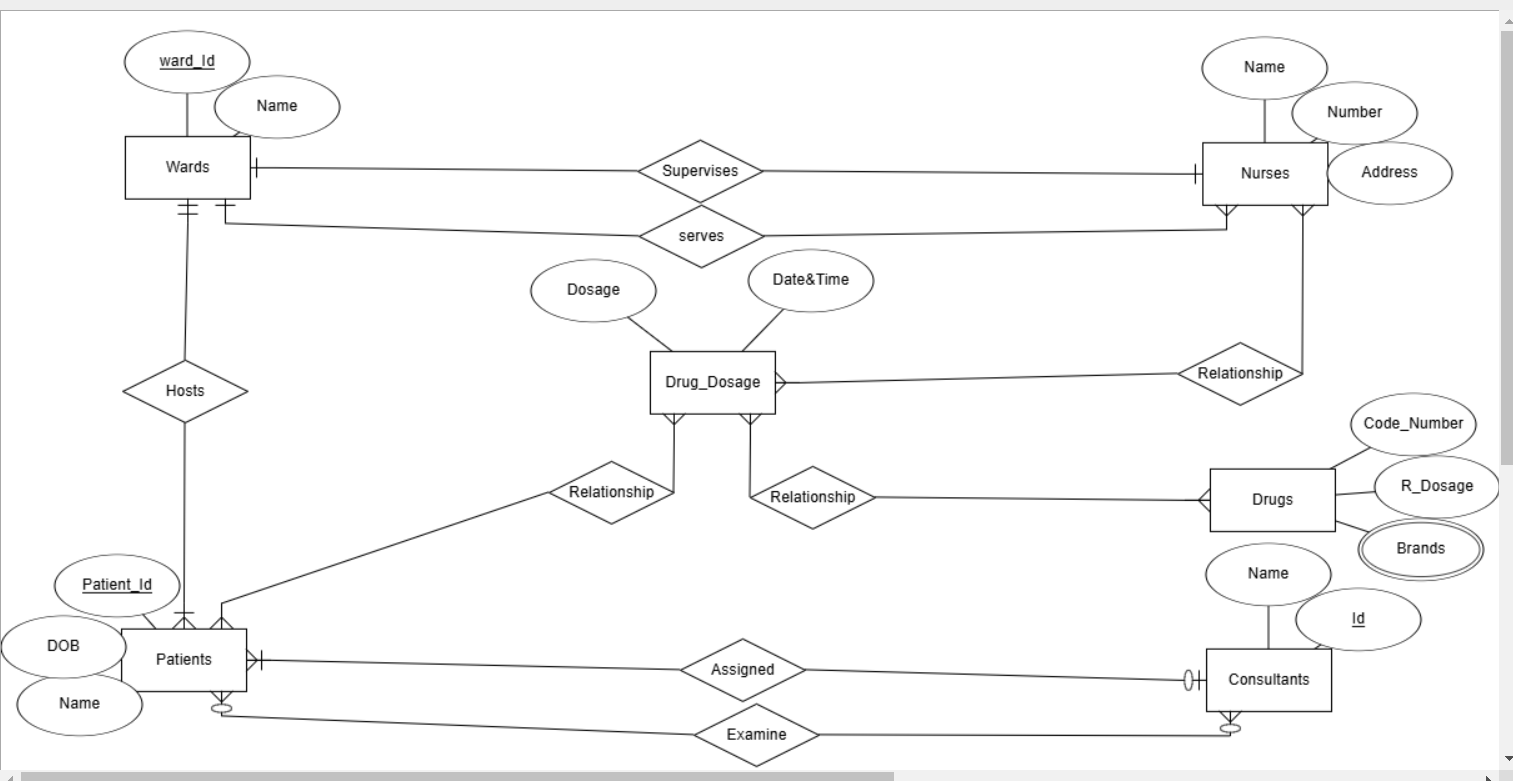 ward_Id
Name
Name
Number
Wards
Supervises
Nurses
Address
serves
Dosage
Date&Time
Drug_Dosage
Relationship
Hosts
Code_Number
Relationship
Relationship
Drugs
R_Dosage
Brands
Patient_Id
Name
Id
DOB
Patients
Assigned
Consultants
Name
Examine